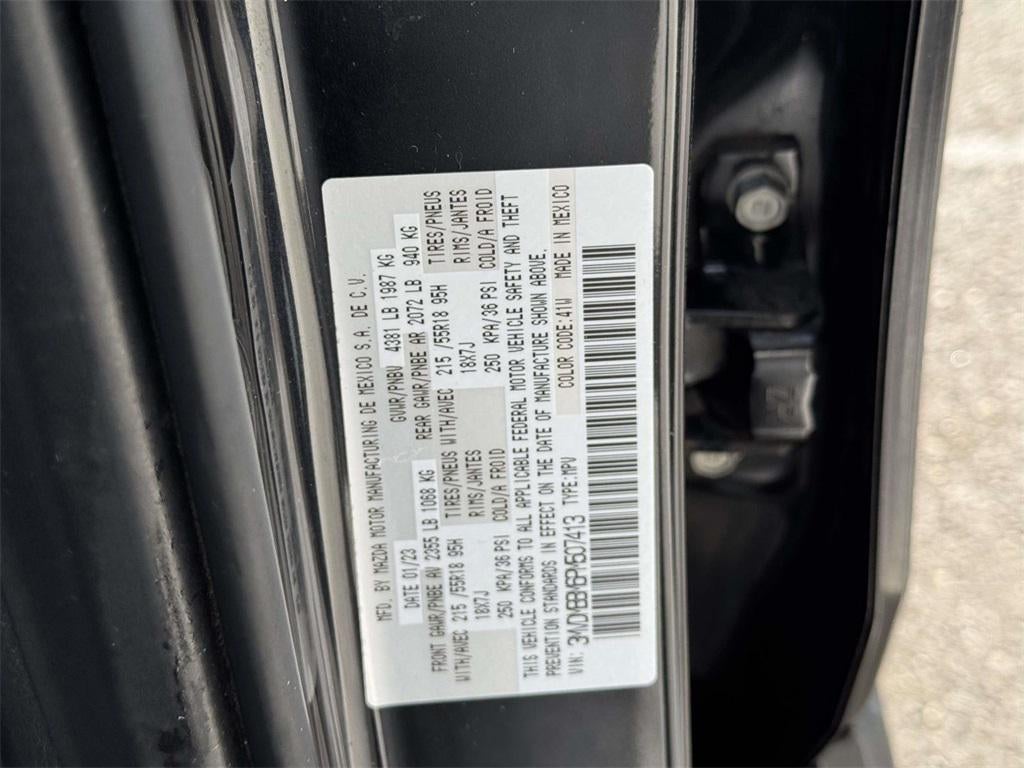 MFD. BY MAZDA MOTOR MANUFACTURING DE MEXICO S.A. DE C.V.
DATE 01/23 GVWR/PNBV 4381 LB 1987 KG
FRONT GAWR/PNBE AV 2355 LB 1068 KG REAR GAWR/PNBE AR 2072 LB 940 KG
WITH/AVEC 215 /55R18 95H TIRES/PNEUS WITH/AVEC 215 /55R18 95H TIRES/PNEUS
18X7J RIMS/JANTES 18X7J RIMS/JANTES
250 KPA/36 PSI COLD/A FROID 250 KPA/36 PSI COLD/A FROID
THIS VEHICLE CONFORMS TO ALL APPLICABLE FEDERAL MOTOR VEHICLE SAFETY AND THEFT
PREVENTION STANDARDS IN EFFECT ON THE DATE OF MANUFACTURE SHOWN ABOVE.
VIN: TYPE:MPV COLOR CODE:41W MADE IN MEXICO